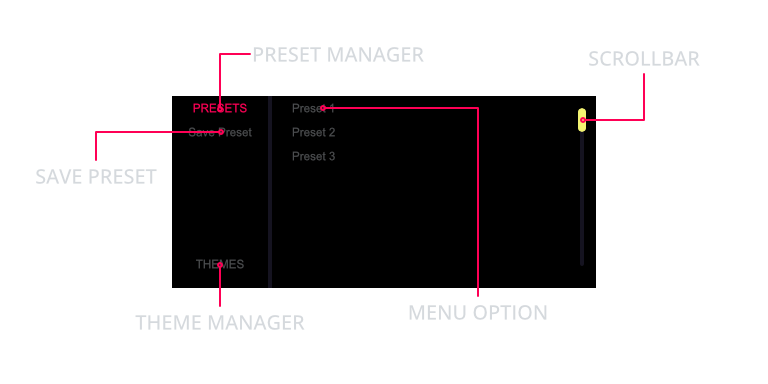 PRESET MANAGER
SCROLLBAR
PRESETS
Preset 1
Save Preset
Preset 2
Preset 3
SAVE PRESET
THEMES
MENU OPTION
THEME MANAGER